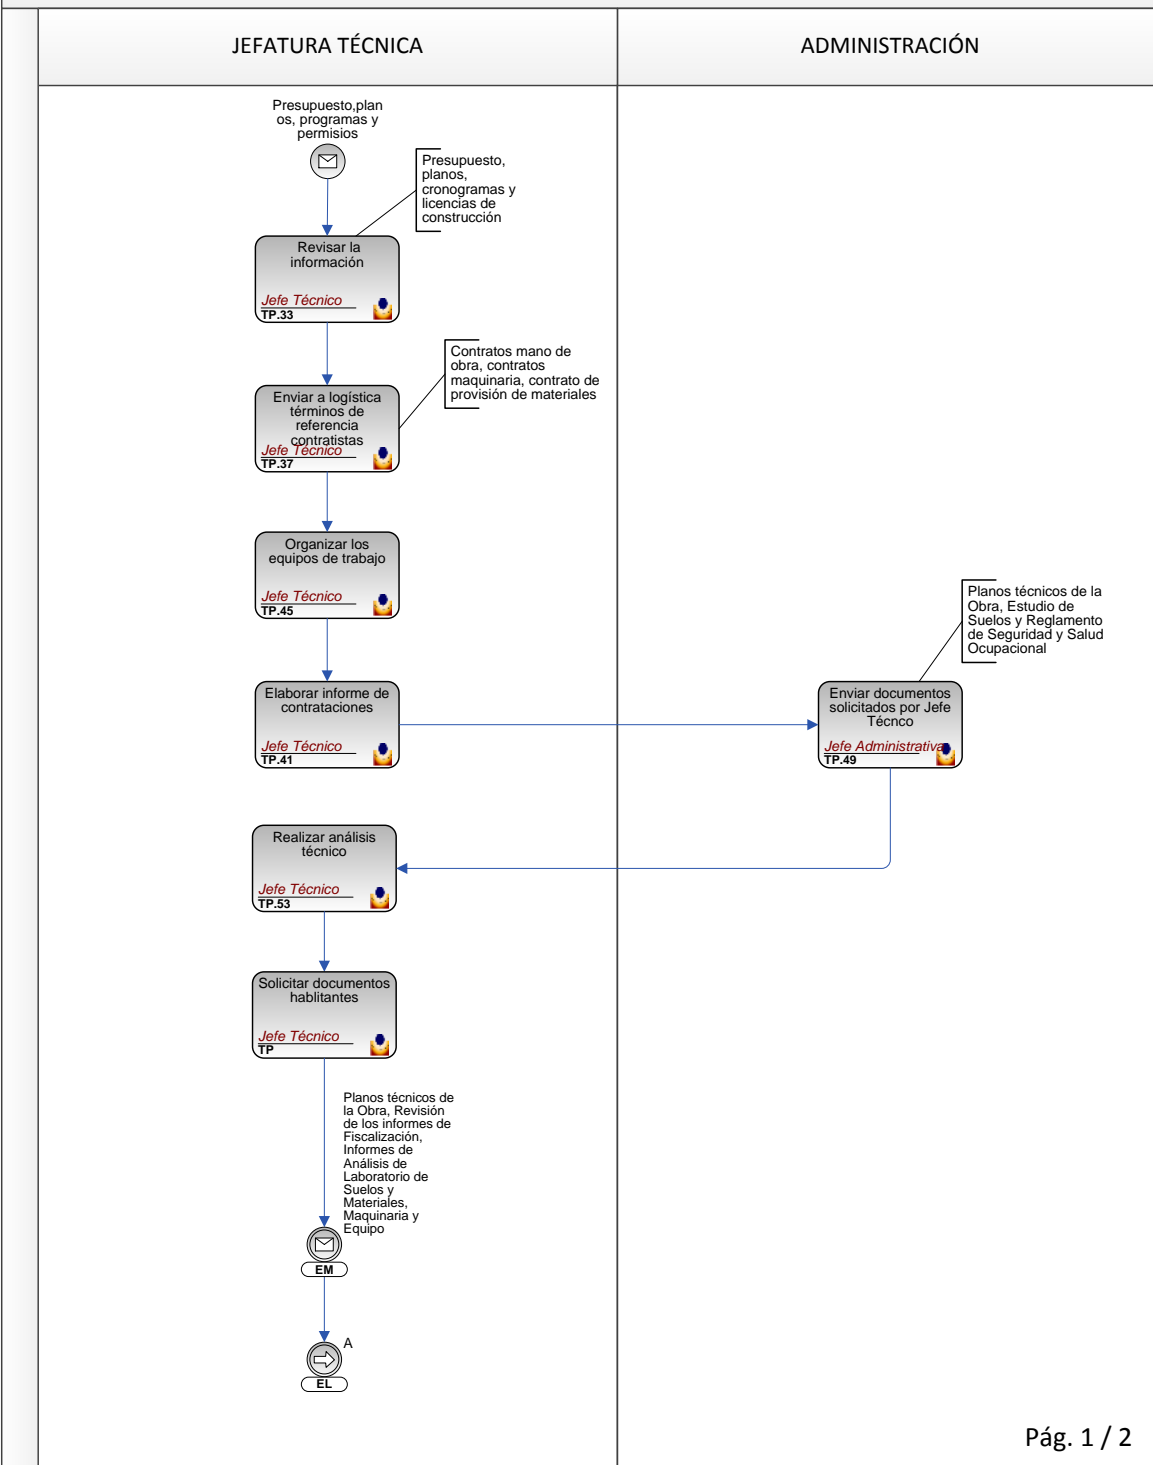 JEFATURA TÉCNICA
ADMINISTRACIÓN
Presupuesto,plan
os, programas y
permisios
Presupuesto,
planos,
cronogramas y
licencias de
construcción
Revisar la
información
Jefe Técnico
TP.33
Contratos mano de
obra, contratos
maquinaria, contrato de
provisión de materiales
Enviar a logística
términos de
referencia
contratistas
Jefe Técnico
TP.37
Organizar los
equipos de trabajo
Jefe Técnico
TP.45
Planos técnicos de la
Obra, Estudio de
Suelos y Reglamento
de Seguridad y Salud
Ocupacional
Elaborar informe de
contrataciones
Jefe Técnico
TP.41
Enviar documentos
solicitados por Jefe
Técnco
Jefe Administrativa
TP.49
Realizar análisis
técnico
Jefe Técnico
TP.53
Solicitar documentos
hablitantes
Jefe Técnico
TP
Planos técnicos de
la Obra, Revisión
de los informes de
Fiscalización,
Informes de
Análisis de
Laboratorio de
Suelos y
Materiales,
Maquinaria y
Equipo
EM
A
EL
Pág. 1 / 2